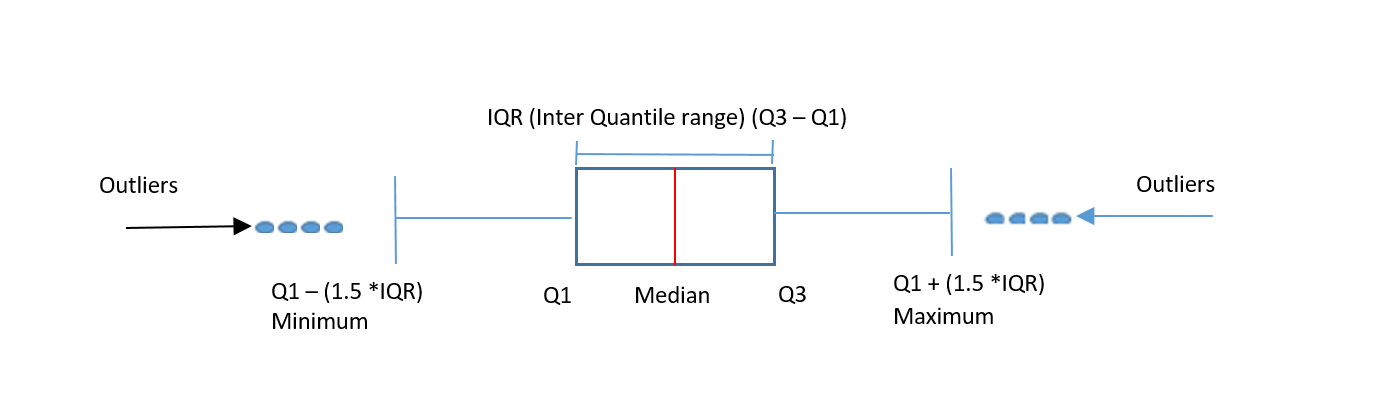 IQR (Inter Quantile range) (Q3 – Q1)
Outliers
Outliers
Q1 – (1.5 *IQR)
Minimum
Q1
Median
Q3
Q1 + (1.5 *IQR)
Maximum